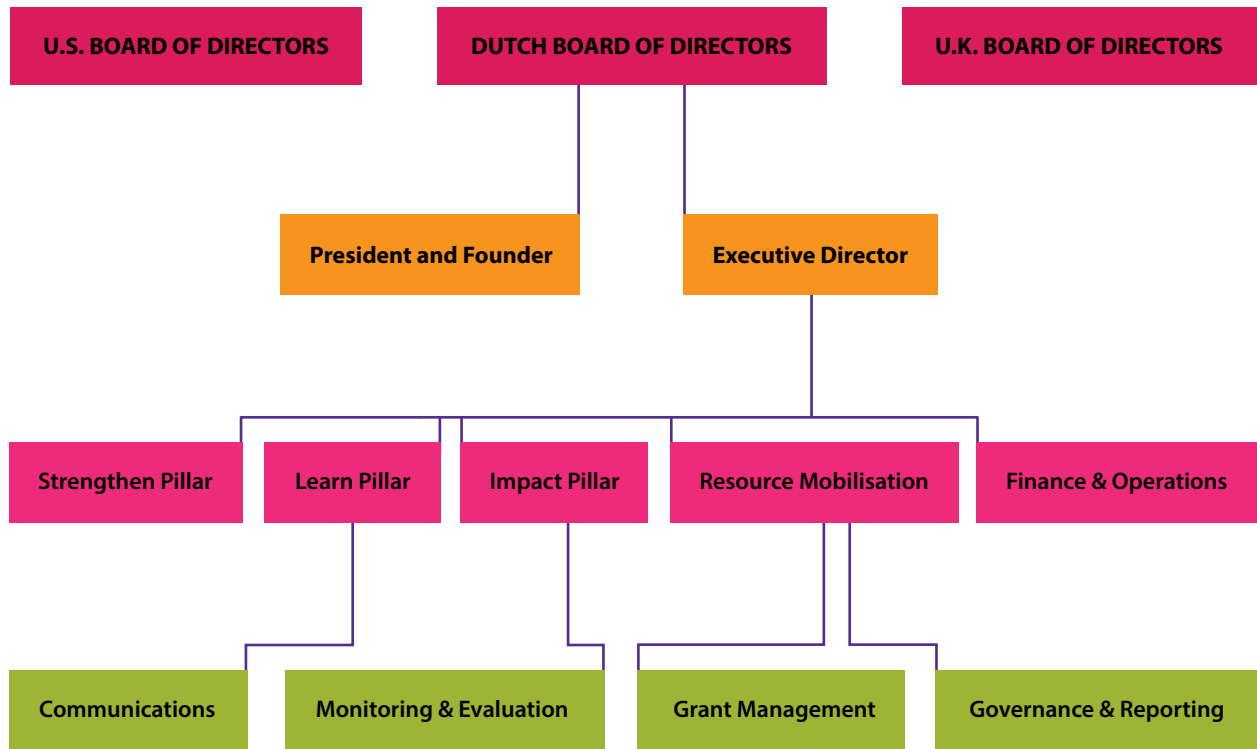 U.S. BOARD OF DIRECTORS
DUTCH BOARD OF DIRECTORS
U.K. BOARD OF DIRECTORS
President and Founder
Executive Director
Strengthen Pillar
Learn Pillar
Impact Pillar
Resource Mobilisation
Finance & Operations
Communications
Monitoring & Evaluation
Grant Management
Governance & Reporting